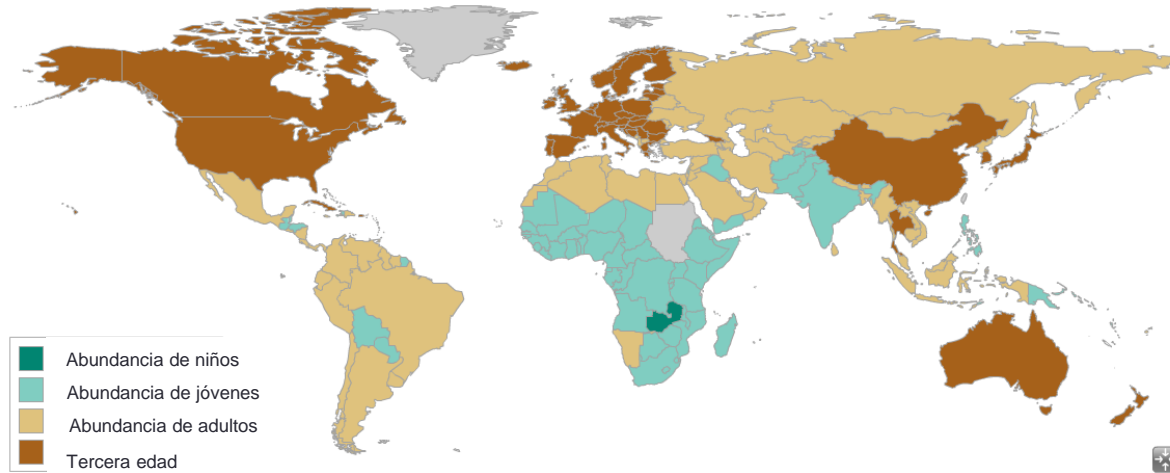 Abundancia de niños
Abundancia de jóvenes
Abundancia de adultos
Tercera edad